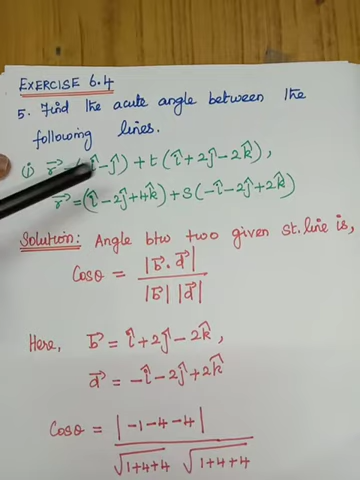 EXERCISE 6.4
5. Find the acute angle between the
following lines.
(i) r⃗ = î - ĵ) + t (î + 2ĵ - 2k̂),
r⃗ = (î - 2ĵ + 4k̂) + s(-î - 2ĵ + 2k̂)
Solution: Angle btw two given st. line is,
Cosθ = |b⃗ . d⃗| / |b⃗| |d⃗|
Here, b⃗ = î + 2ĵ - 2k̂,
d⃗ = -î - 2ĵ + 2k̂
Cosθ = |-1-4-4| / √1+4+4 √1+4+4